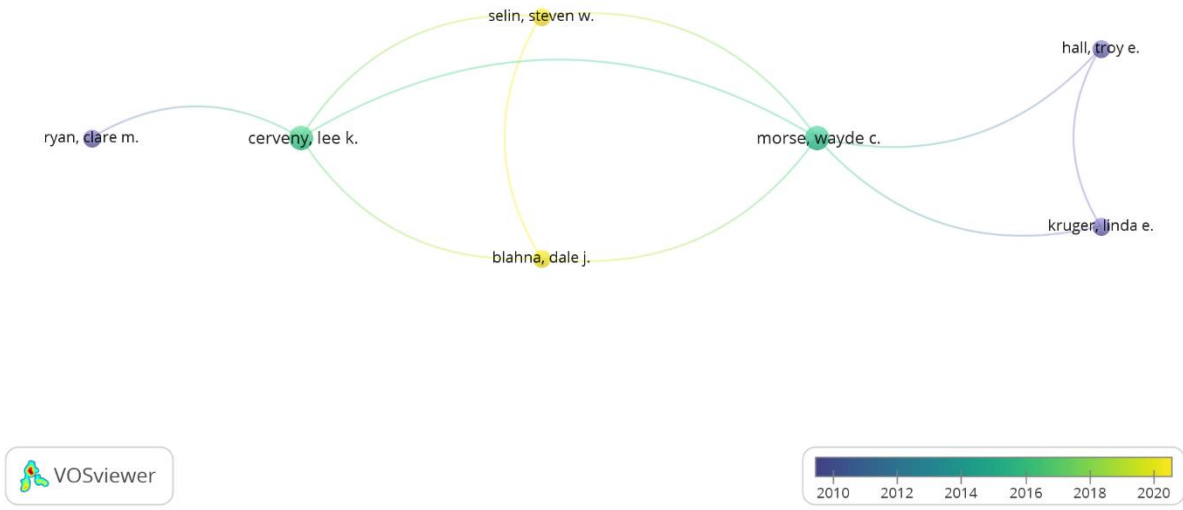 selin, steven w.
hall, troy e.
ryan, clare m.
cerveny, lee k.
morse, wayde c.
kruger, linda e.
blahna, dale j.
VOSviewer
2010 2012 2014 2016 2018 2020